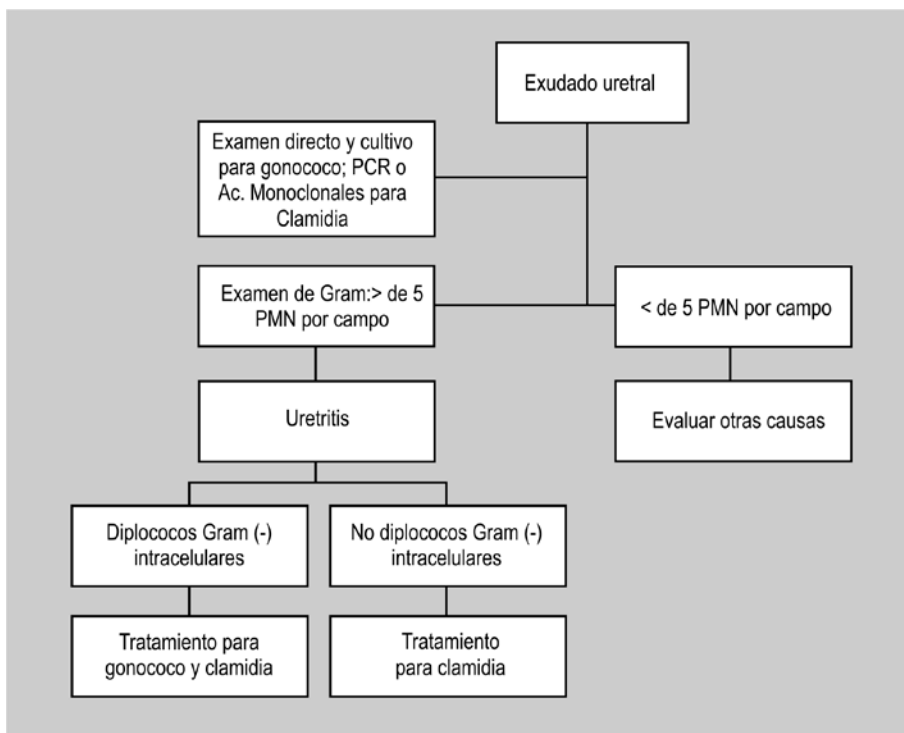 Exudado uretral
Examen directo y cultivo
para gonococo; PCR o
Ac. Monoclonales para
Clamidia
Examen de Gram:> de 5
PMN por campo
< de 5 PMN por campo
Uretritis
Evaluar otras causas
Diplococos Gram (-)
intracelulares
No diplococos Gram (-)
intracelulares
Tratamiento para
gonococo y clamidia
Tratamiento
para clamidia